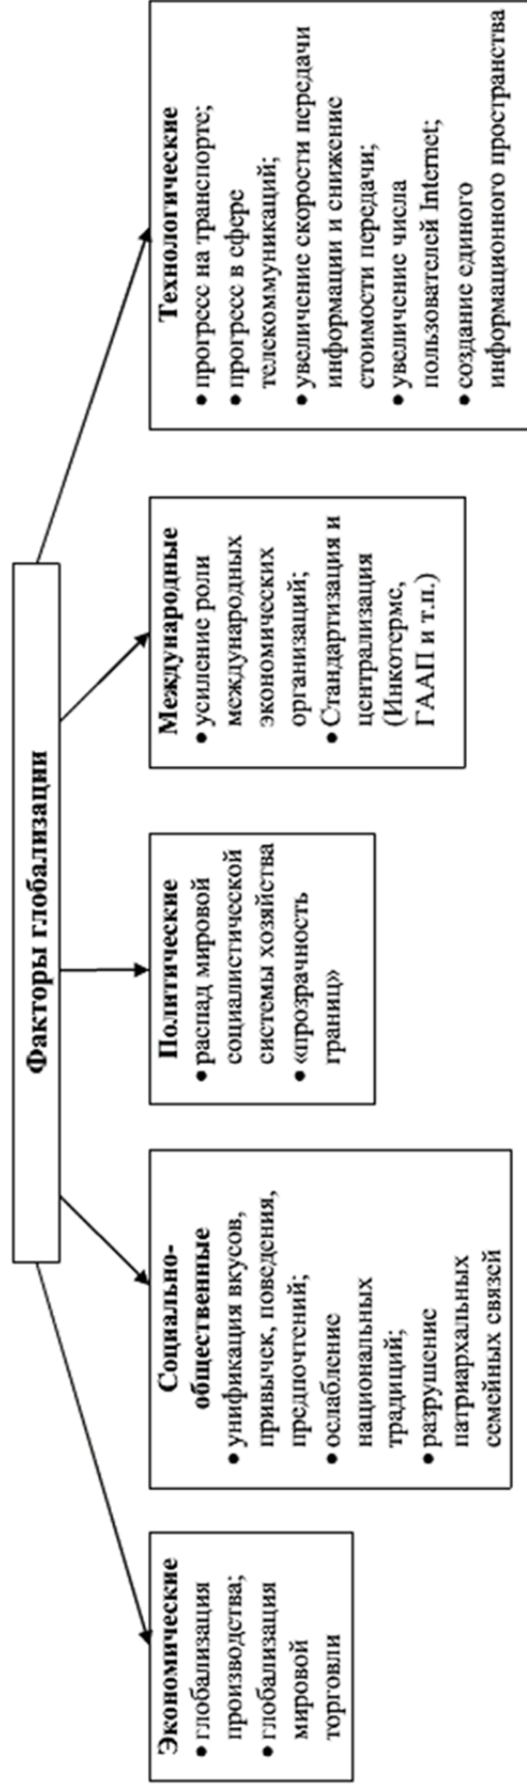 Факторы глобализации
Экономические
• глобализация
производства;
• глобализация
мировой
торговли
Социально-
общественные
• унификация вкусов,
привычек, поведения,
предпочтений;
• ослабление
национальных
традиций;
• разрушение
патриархальных
семейных связей
Политические
• распад мировой
социалистической
системы хозяйства
• «прозрачность
границ»
Международные
• усиление роли
международных
экономических
организаций;
• Стандартизация и
централизация
(Инкотермс,
ГААП и т.п.)
Технологические
• прогресс на транспорте;
• прогресс в сфере
телекоммуникаций;
• увеличение скорости передачи
информации и снижение
стоимости передачи;
• увеличение числа
пользователей Internet;
• создание единого
информационного пространства